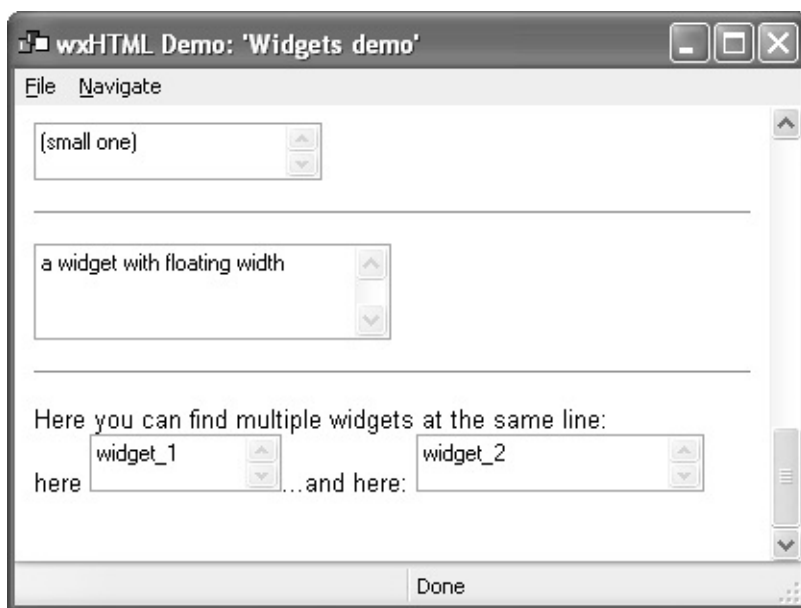 wxHTML Demo: 'Widgets demo'
File Navigate
(small one)
a widget with floating width
Here you can find multiple widgets at the same line:
here widget_1 ...and here: widget_2
Done